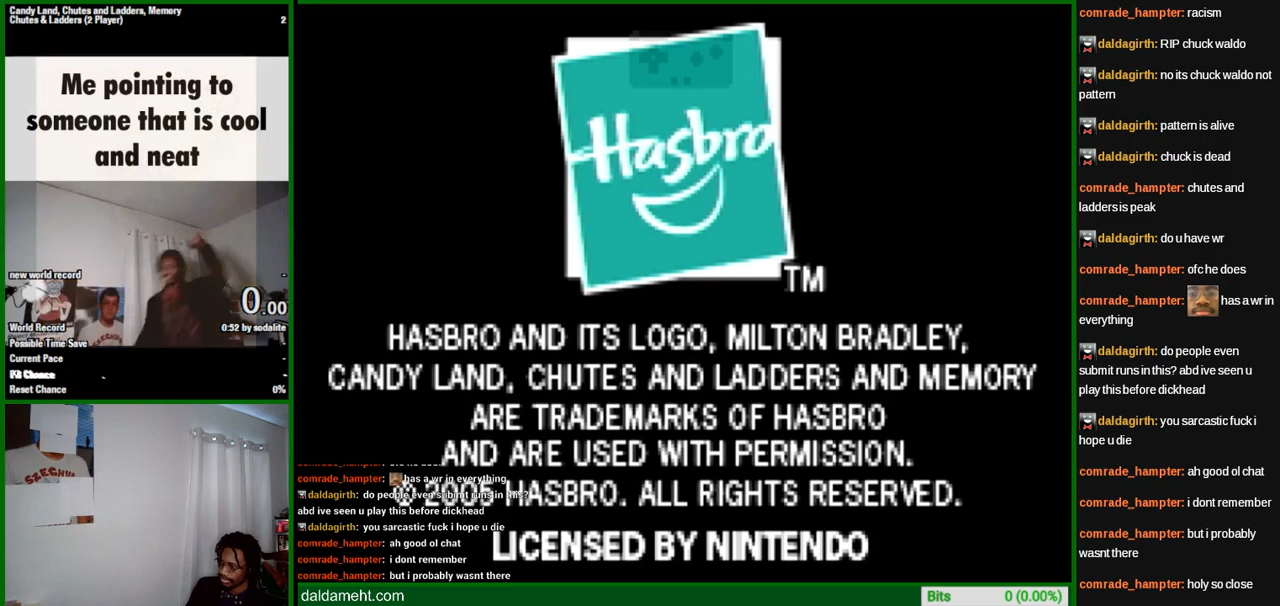 Candy Land, Chutes and Ladders, Memory
Chutes & Ladders (2 Player) 2
Me pointing to
someone that is cool
and neat
new world record -
0.00
World Record 0:52 by sodalite
Possible Time Save -
Current Pace -
PB Chance -
Reset Chance 0%
SZECHUA
Hasbro
TM
HASBRO AND ITS LOGO, MILTON BRADLEY,
CANDY LAND, CHUTES AND LADDERS AND MEMORY
ARE TRADEMARKS OF HASBRO
AND ARE USED WITH PERMISSION.
© 2005 HASBRO. ALL RIGHTS RESERVED.
LICENSED BY NINTENDO
comrade_hampter: has a wr in everything
daldagirth: do people even submit runs in this?
abd ive seen u play this before dickhead
daldagirth: you sarcastic fuck i hope u die
comrade_hampter: ah good ol chat
comrade_hampter: i dont remember
comrade_hampter: but i probably wasnt there
daldameht.com
Bits 0 (0.00%)
comrade_hampter: racism
daldagirth: RIP chuck waldo
daldagirth: no its chuck waldo not
pattern
daldagirth: pattern is alive
daldagirth: chuck is dead
comrade_hampter: chutes and
ladders is peak
daldagirth: do u have wr
comrade_hampter: ofc he does
comrade_hampter: has a wr in
everything
daldagirth: do people even
submit runs in this? abd ive seen u
play this before dickhead
daldagirth: you sarcastic fuck i
hope u die
comrade_hampter: ah good ol chat
comrade_hampter: i dont remember
comrade_hampter: but i probably
wasnt there
comrade_hampter: holy so close